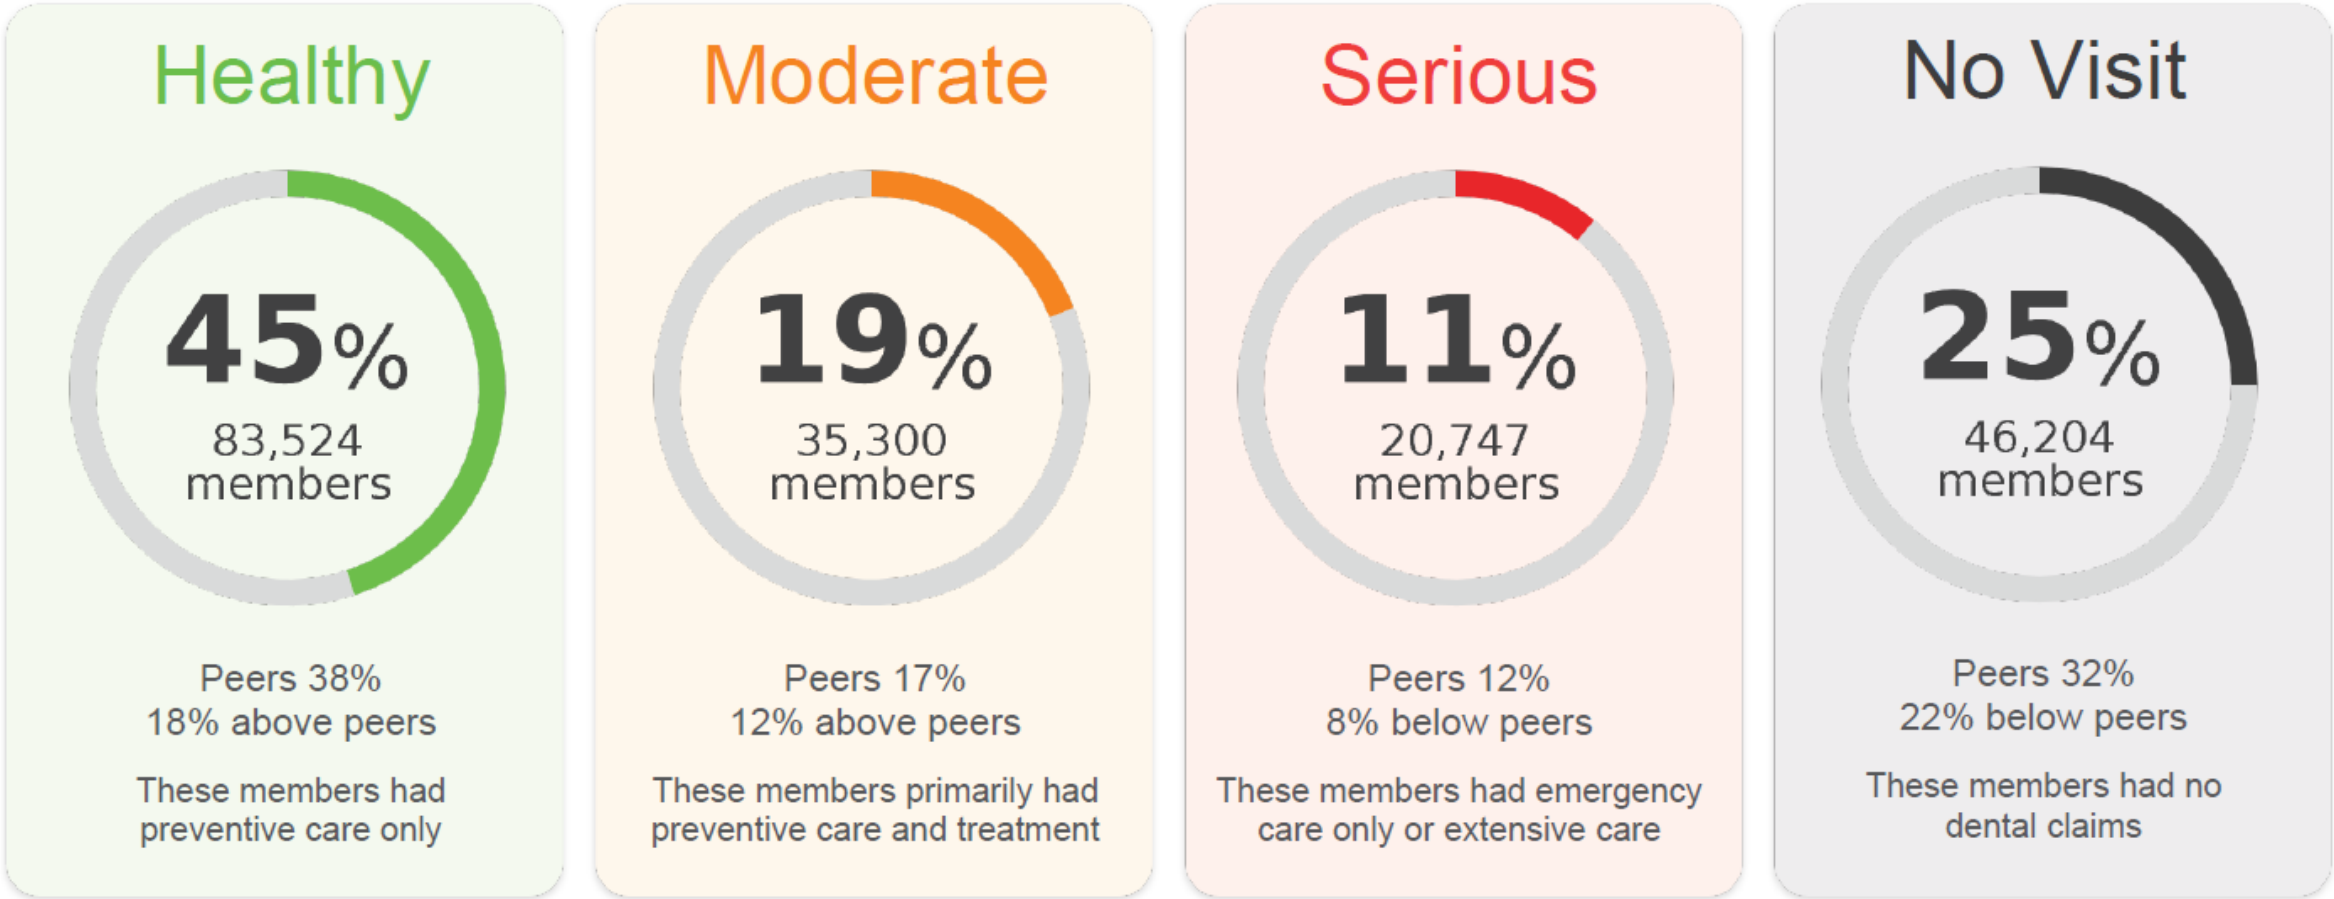 Healthy
45%
83,524
members
Peers 38%
18% above peers
These members had
preventive care only
Moderate
19%
35,300
members
Peers 17%
12% above peers
These members primarily had
preventive care and treatment
Serious
11%
20,747
members
Peers 12%
8% below peers
These members had emergency
care only or extensive care
No Visit
25%
46,204
members
Peers 32%
22% below peers
These members had no
dental claims